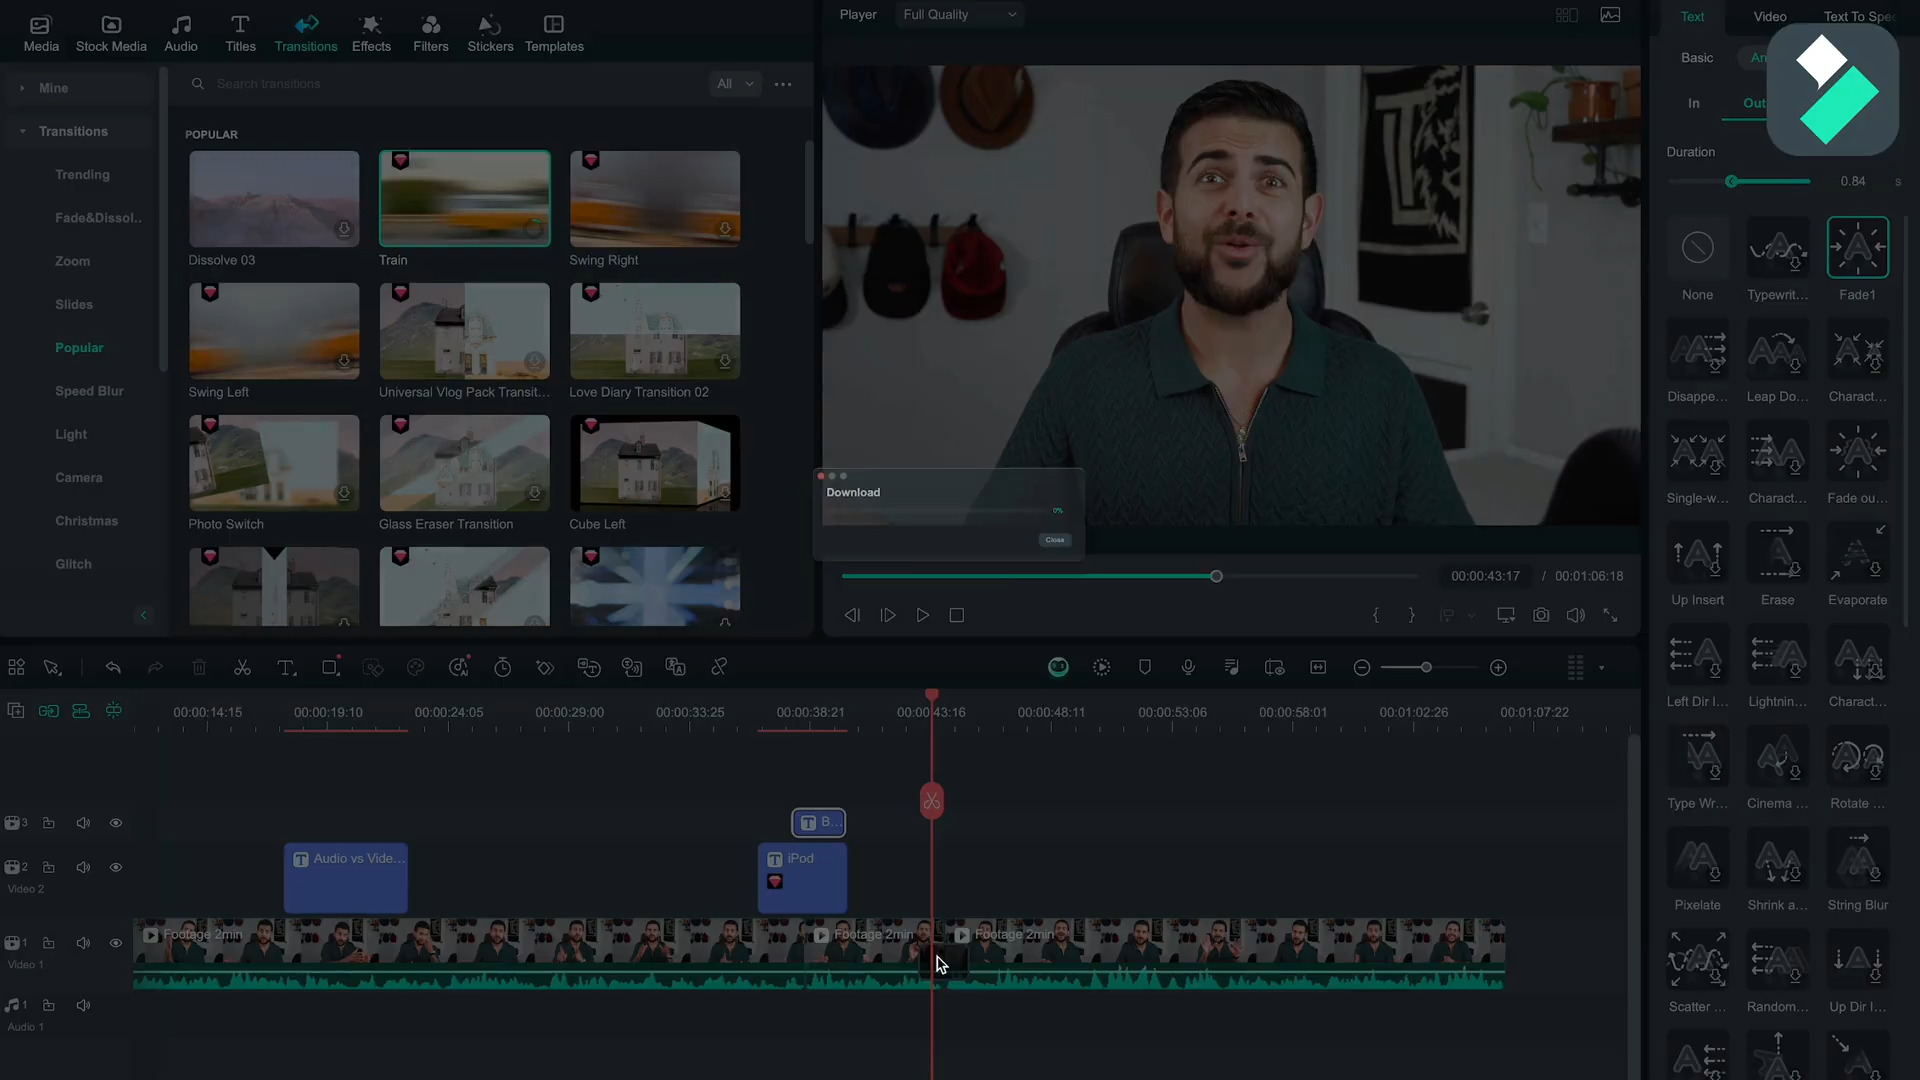 Media
Stock Media
Audio
Titles
Transitions
Effects
Filters
Stickers
Templates
Player
Full Quality
Text
Video
Text To Spe
Basic
An
In
Out
Duration
0.84
s
Mine
Transitions
Trending
Fade&Dissol..
Zoom
Slides
Popular
Speed Blur
Light
Camera
Christmas
Glitch
Search transitions
All
POPULAR
Dissolve 03
Train
Swing Right
Swing Left
Universal Vlog Pack Transit...
Love Diary Transition 02
Photo Switch
Glass Eraser Transition
Cube Left
Download
0%
Close
00:00:43:17
/ 00:01:06:18
None
Typewrit...
Fade1
Disappe...
Leap Do...
Charact...
Single-w...
Charact...
Fade ou...
Up Insert
Erase
Evaporate
Left Dir I...
Lightnin...
Charact...
Type Wr...
Cinema ...
Rotate ...
Pixelate
Shrink a...
String Blur
Scatter ...
Random...
Up Dir I...
00:00:14:15
00:00:19:10
00:00:24:05
00:00:29:00
00:00:33:25
00:00:38:21
00:00:43:16
00:00:48:11
00:00:53:06
00:00:58:01
00:01:02:26
00:01:07:22
3
B...
2
Video 2
Audio vs Vide...
iPod
1
Video 1
Footage 2min
Footage 2min
Footage 2min
1
Audio 1